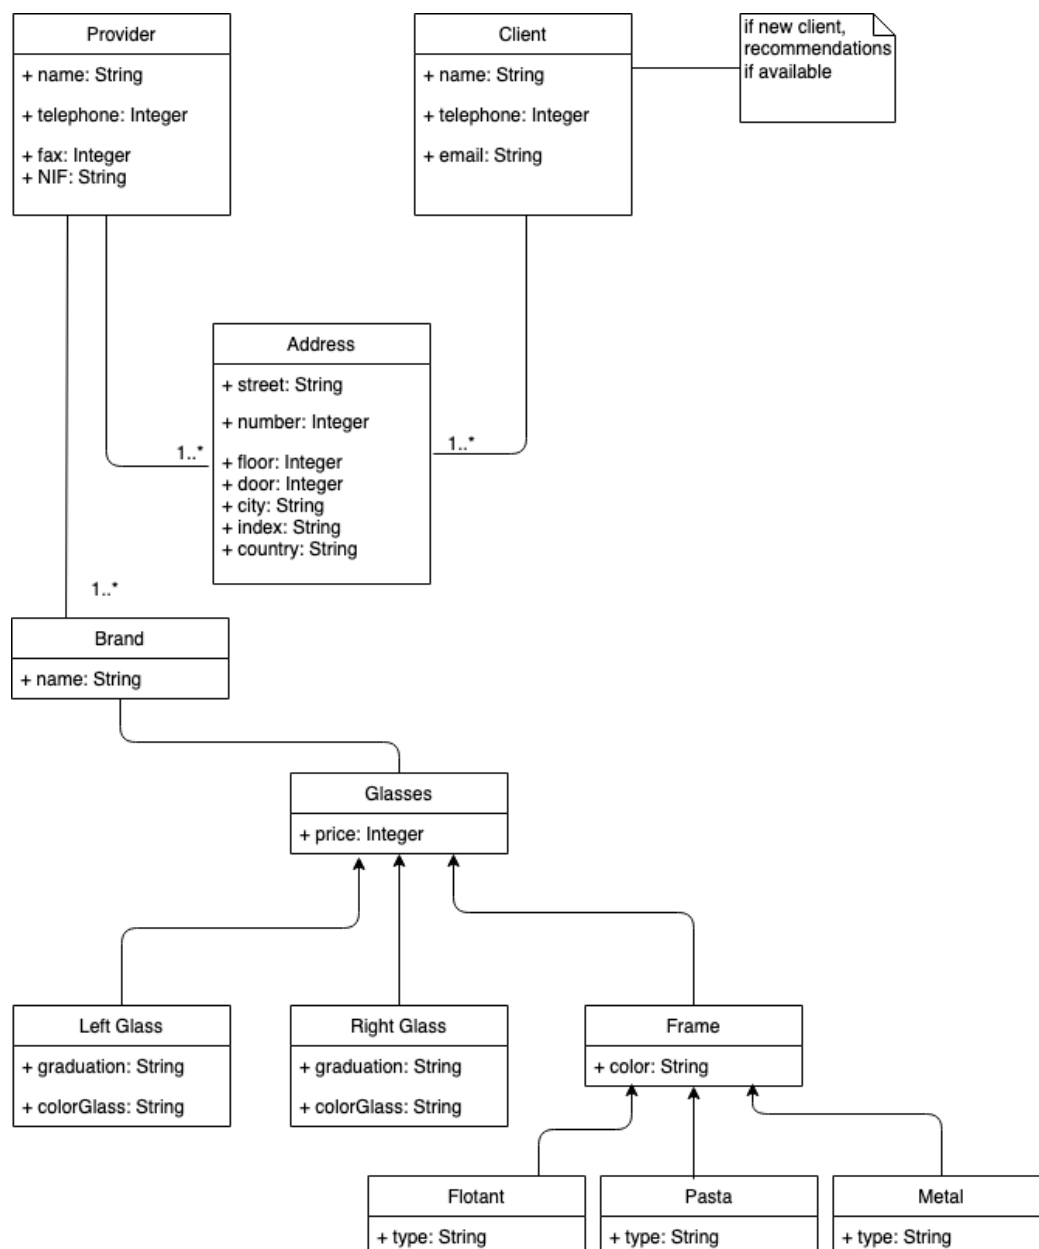 Provider
+ name: String
+ telephone: Integer
+ fax: Integer
+ NIF: String
Client
+ name: String
+ telephone: Integer
+ email: String
if new client,
recommendations
if available
Address
+ street: String
+ number: Integer
+ floor: Integer
+ door: Integer
+ city: String
+ index: String
+ country: String
1..*
1..*
1..*
Brand
+ name: String
Glasses
+ price: Integer
Left Glass
+ graduation: String
+ colorGlass: String
Right Glass
+ graduation: String
+ colorGlass: String
Frame
+ color: String
Flotant
+ type: String
Pasta
+ type: String
Metal
+ type: String